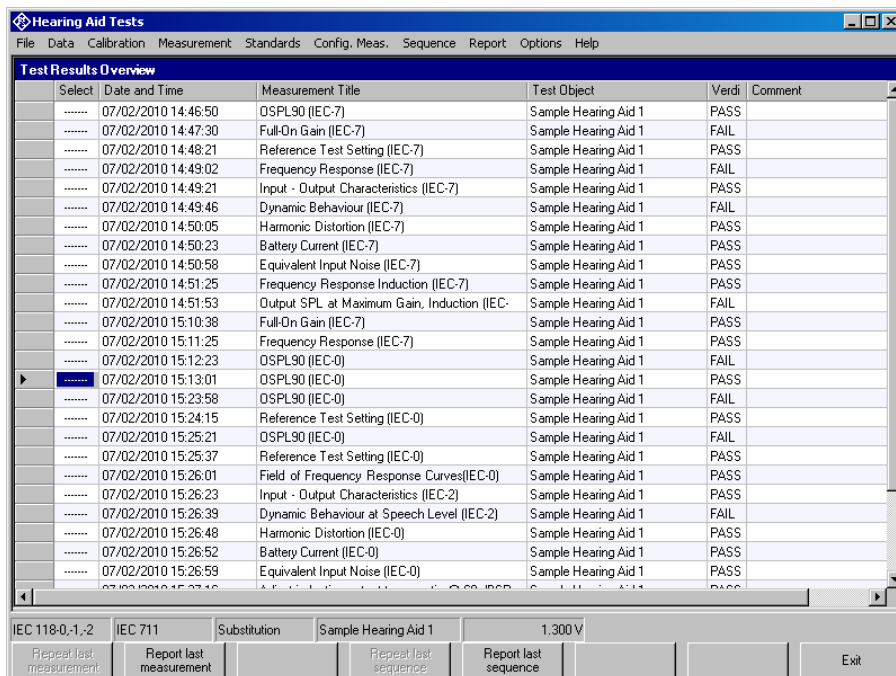 Hearing Aid Tests
File Data Calibration Measurement Standards Config. Meas. Sequence Report Options Help
Test Results Overview
Select Date and Time Measurement Title Test Object Verdi Comment
------- 07/02/2010 14:46:50 OSPL90 (IEC-7) Sample Hearing Aid 1 PASS
------- 07/02/2010 14:47:30 Full-On Gain (IEC-7) Sample Hearing Aid 1 FAIL
------- 07/02/2010 14:48:21 Reference Test Setting (IEC-7) Sample Hearing Aid 1 PASS
------- 07/02/2010 14:49:02 Frequency Response (IEC-7) Sample Hearing Aid 1 FAIL
------- 07/02/2010 14:49:21 Input - Output Characteristics (IEC-7) Sample Hearing Aid 1 PASS
------- 07/02/2010 14:49:46 Dynamic Behaviour (IEC-7) Sample Hearing Aid 1 FAIL
------- 07/02/2010 14:50:05 Harmonic Distortion (IEC-7) Sample Hearing Aid 1 PASS
------- 07/02/2010 14:50:23 Battery Current (IEC-7) Sample Hearing Aid 1 PASS
------- 07/02/2010 14:50:58 Equivalent Input Noise (IEC-7) Sample Hearing Aid 1 PASS
------- 07/02/2010 14:51:25 Frequency Response Induction (IEC-7) Sample Hearing Aid 1 PASS
------- 07/02/2010 14:51:53 Output SPL at Maximum Gain, Induction (IEC- Sample Hearing Aid 1 FAIL
------- 07/02/2010 15:10:38 Full-On Gain (IEC-7) Sample Hearing Aid 1 PASS
------- 07/02/2010 15:11:25 Frequency Response (IEC-7) Sample Hearing Aid 1 PASS
------- 07/02/2010 15:12:23 OSPL90 (IEC-0) Sample Hearing Aid 1 FAIL
------- 07/02/2010 15:13:01 OSPL90 (IEC-0) Sample Hearing Aid 1 PASS
------- 07/02/2010 15:23:58 OSPL90 (IEC-0) Sample Hearing Aid 1 FAIL
------- 07/02/2010 15:24:15 Reference Test Setting (IEC-0) Sample Hearing Aid 1 PASS
------- 07/02/2010 15:25:21 OSPL90 (IEC-0) Sample Hearing Aid 1 FAIL
------- 07/02/2010 15:25:37 Reference Test Setting (IEC-0) Sample Hearing Aid 1 PASS
------- 07/02/2010 15:26:01 Field of Frequency Response Curves(IEC-0) Sample Hearing Aid 1 PASS
------- 07/02/2010 15:26:23 Input - Output Characteristics (IEC-2) Sample Hearing Aid 1 PASS
------- 07/02/2010 15:26:39 Dynamic Behaviour at Speech Level (IEC-2) Sample Hearing Aid 1 FAIL
------- 07/02/2010 15:26:48 Harmonic Distortion (IEC-0) Sample Hearing Aid 1 PASS
------- 07/02/2010 15:26:52 Battery Current (IEC-0) Sample Hearing Aid 1 PASS
------- 07/02/2010 15:26:59 Equivalent Input Noise (IEC-0) Sample Hearing Aid 1 PASS
IEC 118-0,-1,-2 IEC 711 Substitution Sample Hearing Aid 1 1.300 V
Repeat last measurement Report last measurement Repeat last sequence Report last sequence Exit